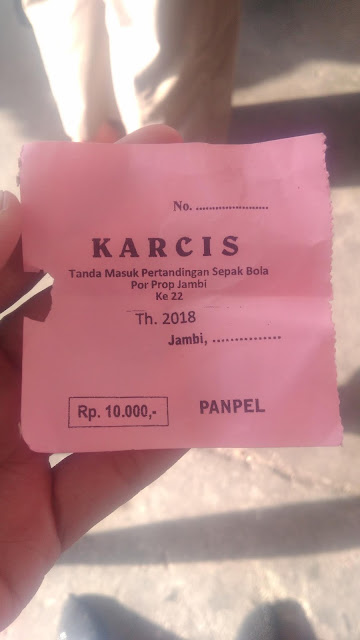 No. .......................
KARCIS
Tanda Masuk Pertandingan Sepak Bola
Por Prop Jambi
Ke 22
Th. 2018
Jambi, ...............
Rp. 10.000,-
PANPEL